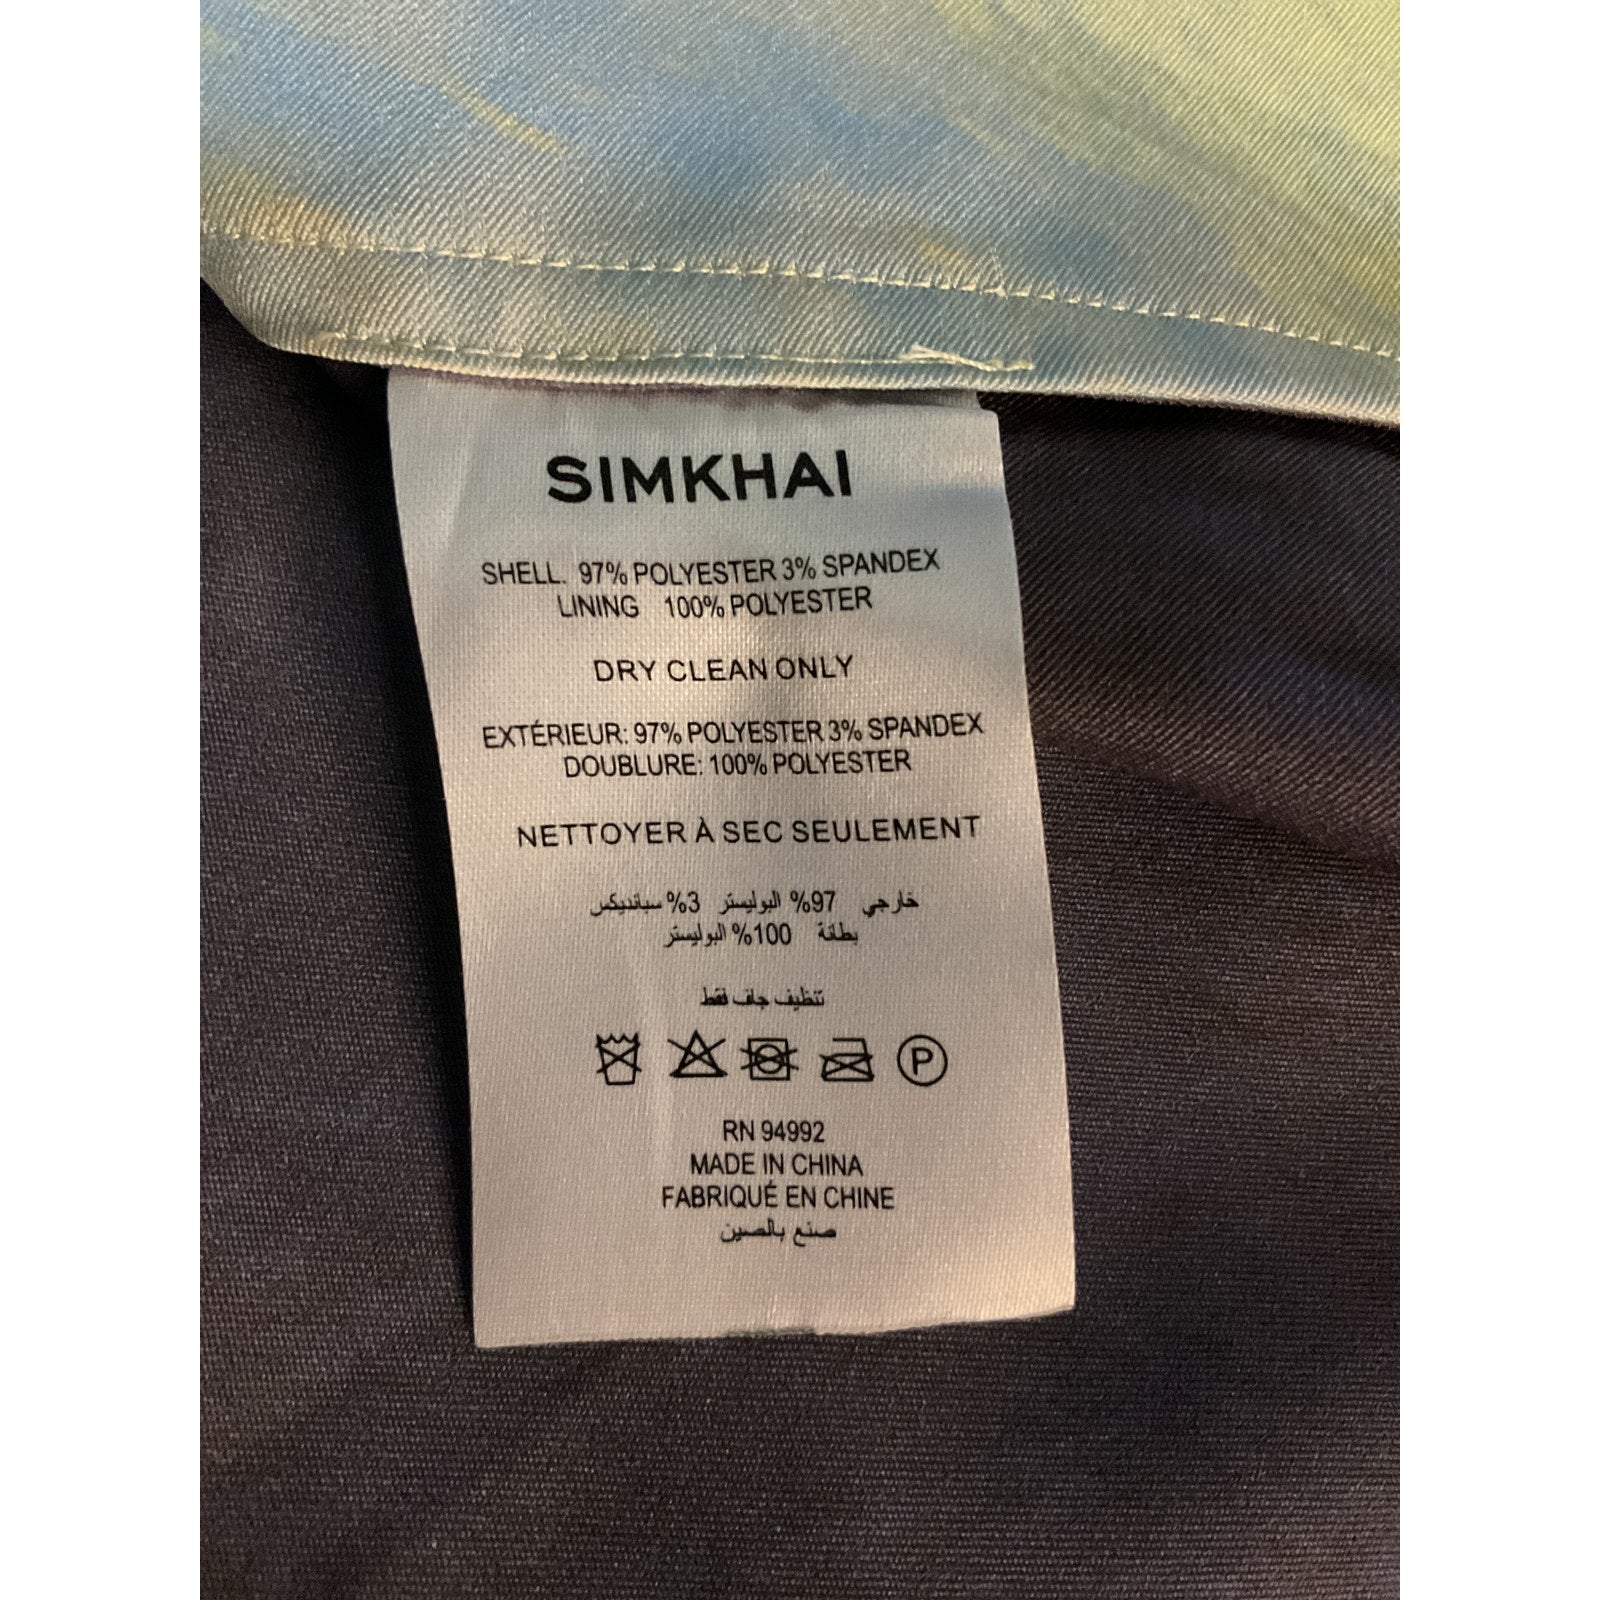 SIMKHAI
SHELL. 97% POLYESTER 3% SPANDEX
LINING 100% POLYESTER
DRY CLEAN ONLY
EXTÉRIEUR: 97% POLYESTER 3% SPANDEX
DOUBLURE: 100% POLYESTER
NETTOYER À SEC SEULEMENT
خارجي 97% البوليستر 3% سبانديكس
بطانة 100% البوليستر
تنظيف جاف فقط
P
RN 94992
MADE IN CHINA
FABRIQUÉ EN CHINE
صنع بالصين